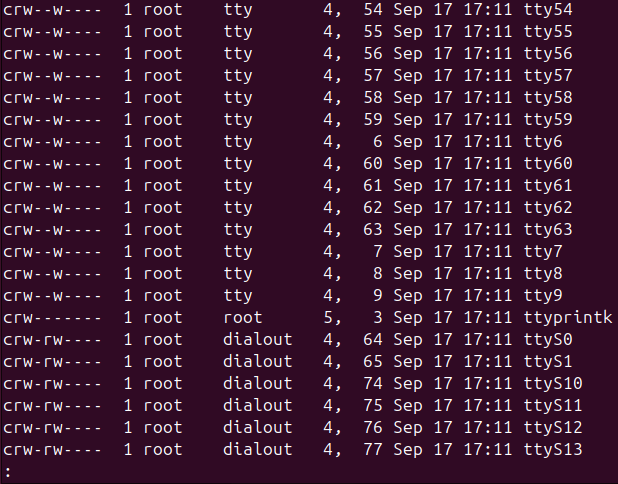 crw--w----  1 root    tty       4,  54 Sep 17 17:11 tty54
crw--w----  1 root    tty       4,  55 Sep 17 17:11 tty55
crw--w----  1 root    tty       4,  56 Sep 17 17:11 tty56
crw--w----  1 root    tty       4,  57 Sep 17 17:11 tty57
crw--w----  1 root    tty       4,  58 Sep 17 17:11 tty58
crw--w----  1 root    tty       4,  59 Sep 17 17:11 tty59
crw--w----  1 root    tty       4,   6 Sep 17 17:11 tty6
crw--w----  1 root    tty       4,  60 Sep 17 17:11 tty60
crw--w----  1 root    tty       4,  61 Sep 17 17:11 tty61
crw--w----  1 root    tty       4,  62 Sep 17 17:11 tty62
crw--w----  1 root    tty       4,  63 Sep 17 17:11 tty63
crw--w----  1 root    tty       4,   7 Sep 17 17:11 tty7
crw--w----  1 root    tty       4,   8 Sep 17 17:11 tty8
crw--w----  1 root    tty       4,   9 Sep 17 17:11 tty9
crw-------  1 root    root      5,   3 Sep 17 17:11 ttyprintk
crw-rw----  1 root    dialout   4,  64 Sep 17 17:11 ttyS0
crw-rw----  1 root    dialout   4,  65 Sep 17 17:11 ttyS1
crw-rw----  1 root    dialout   4,  74 Sep 17 17:11 ttyS10
crw-rw----  1 root    dialout   4,  75 Sep 17 17:11 ttyS11
crw-rw----  1 root    dialout   4,  76 Sep 17 17:11 ttyS12
crw-rw----  1 root    dialout   4,  77 Sep 17 17:11 ttyS13
: